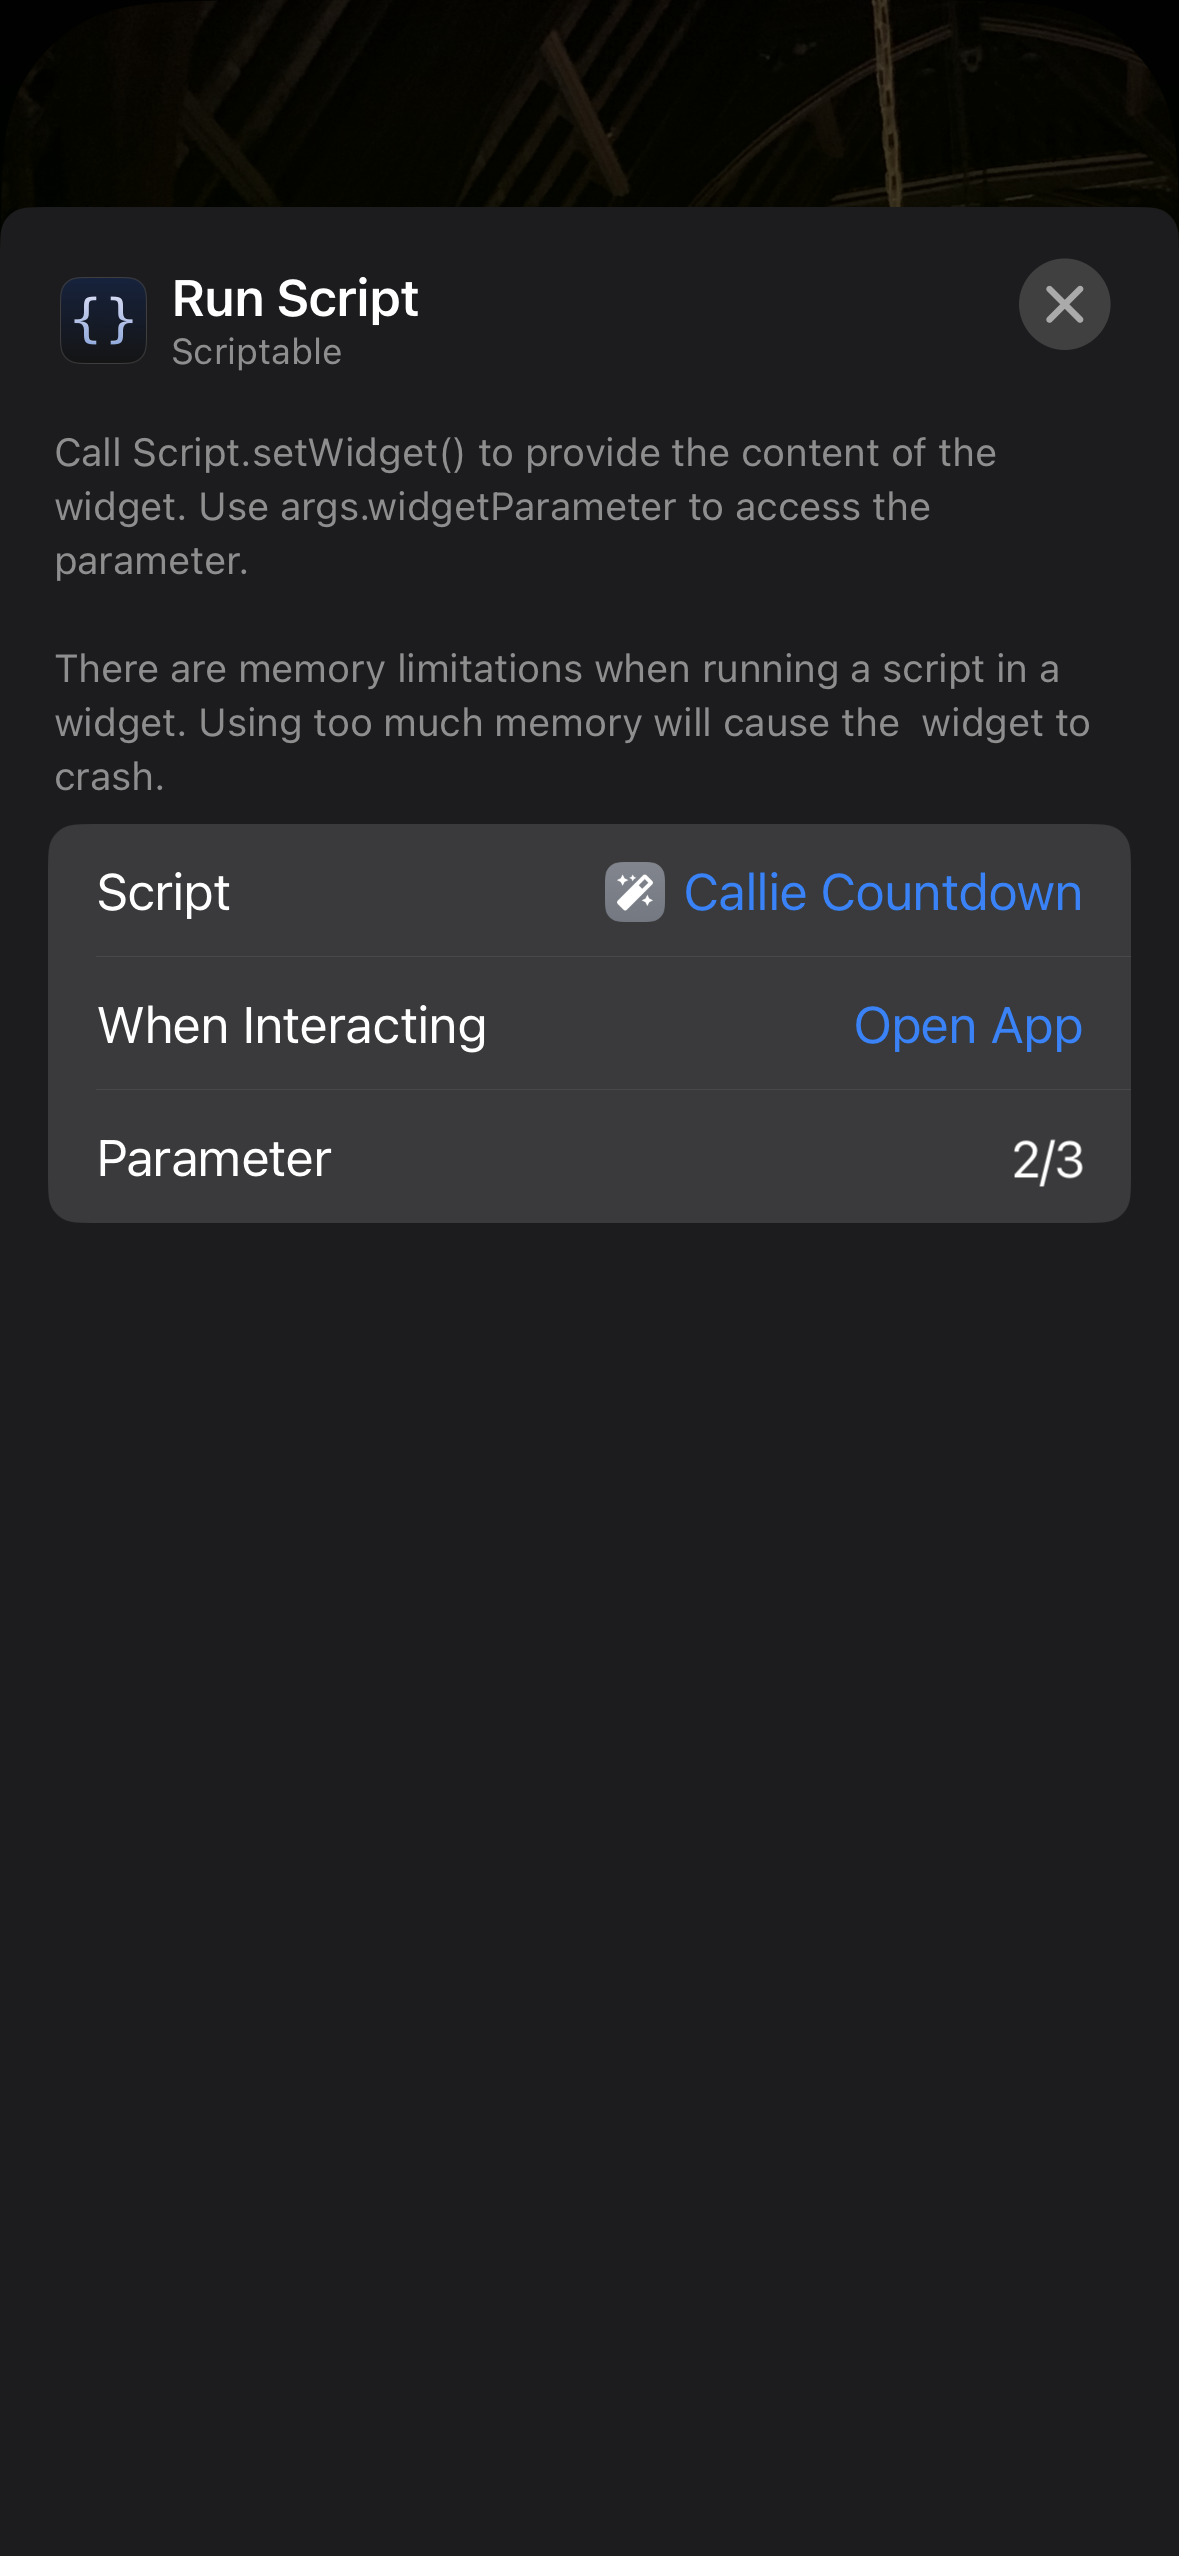 { }
Run Script
Scriptable
Call Script.setWidget() to provide the content of the
widget. Use args.widgetParameter to access the
parameter.
There are memory limitations when running a script in a
widget. Using too much memory will cause the  widget to
crash.
Script Callie Countdown
When Interacting Open App
Parameter 2/3